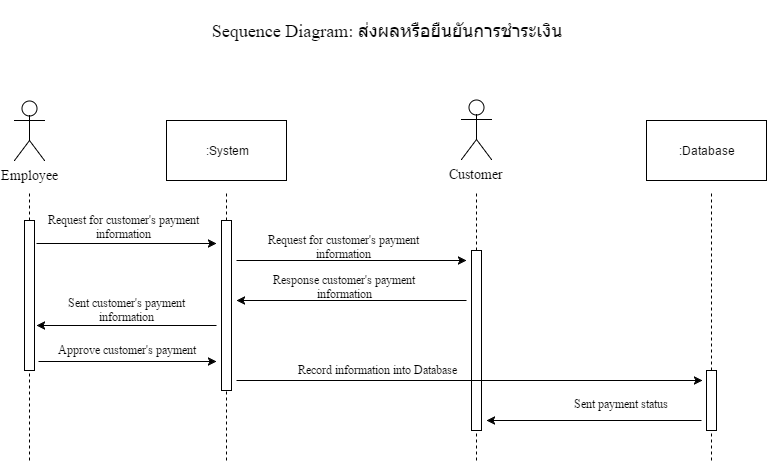 Sequence Diagram: ส่งผลหรือยืนยันการชำระเงิน
Employee
:System
Customer
:Database
Request for customer's payment
information
Request for customer's payment
information
Response customer's payment
information
Sent customer's payment
information
Approve customer's payment
Record information into Database
Sent payment status